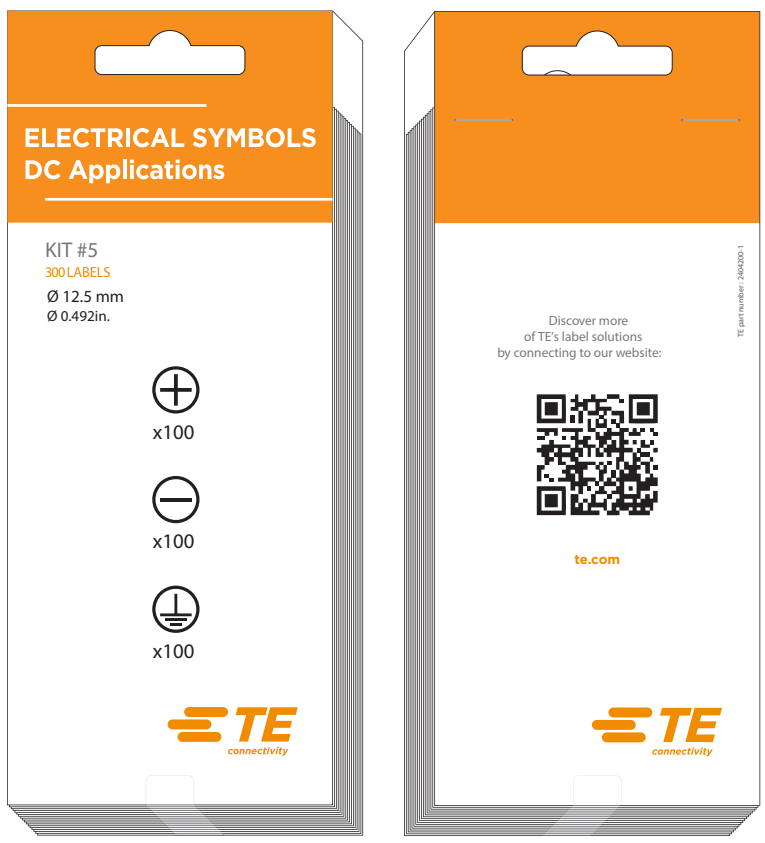 ELECTRICAL SYMBOLS
DC Applications
KIT #5
300 LABELS
Ø 12.5 mm
Ø 0.492in.
x100
x100
x100
TE
connectivity
TE part number : 2404200-1
Discover more
of TE's label solutions
by connecting to our website:
te.com
TE
connectivity